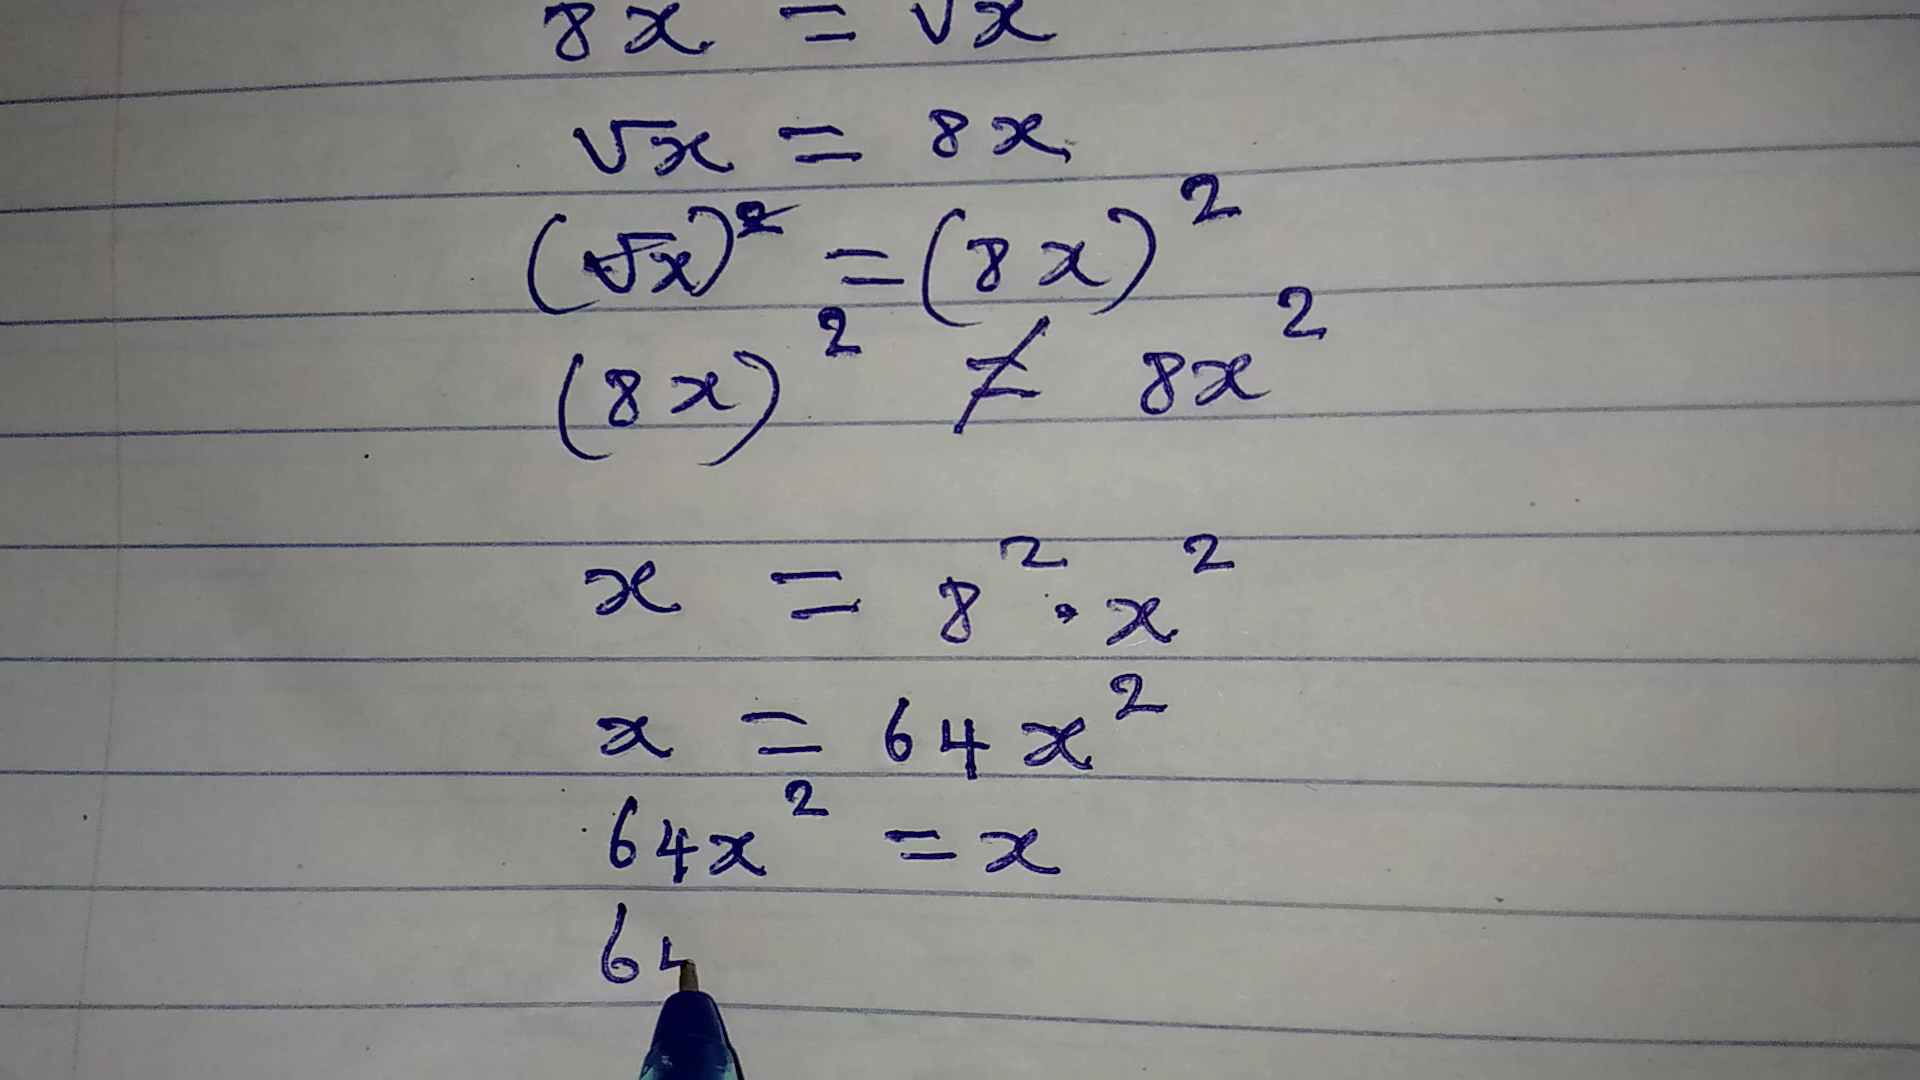 8x = √x
√x = 8x
(√x)² = (8x)²
(8x)² ≠ 8x²
x = 8² · x²
x = 64x²
64x² = x
64